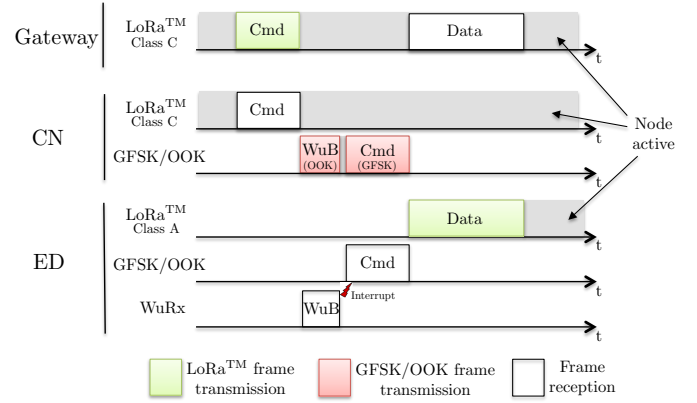 Gateway
LoRa™
Class C
Cmd
Data
t
CN
LoRa™
Class C
Cmd
t
Node
active
GFSK/OOK
WuB
(OOK)
Cmd
(GFSK)
t
ED
LoRa™
Class A
Data
t
GFSK/OOK
Cmd
t
Interrupt
WuRx
WuB
t
LoRa™ frame
transmission
GFSK/OOK frame
transmission
Frame
reception